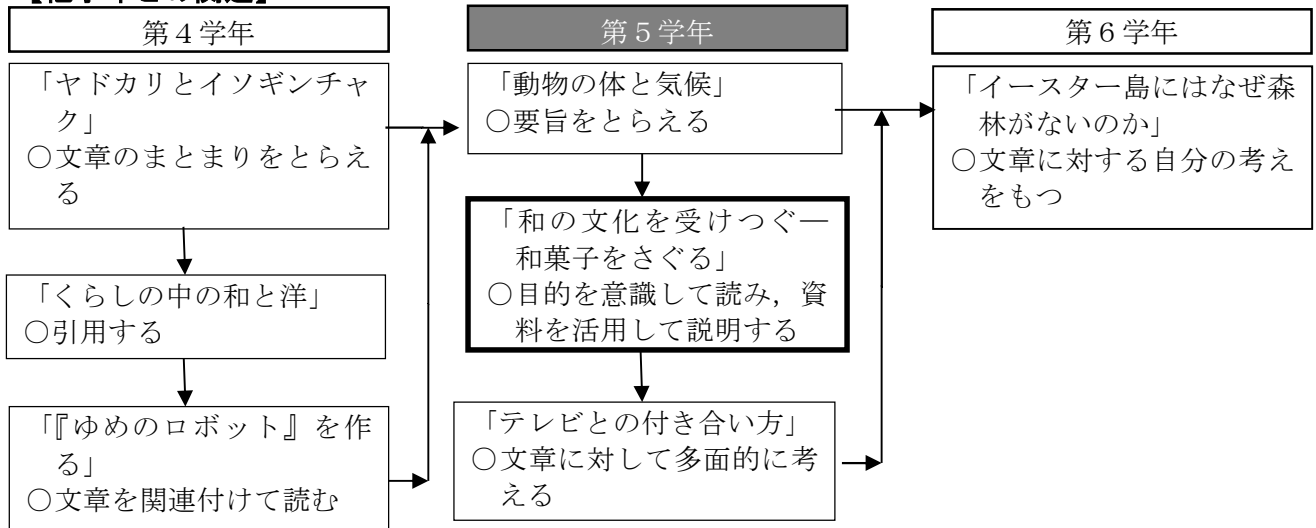 第４学年
「ヤドカリとイソギンチャ
ク」
○文章のまとまりをとらえ
る
「くらしの中の和と洋」
○引用する
「『ゆめのロボット』を作
る」
○文章を関連付けて読む
第５学年
「動物の体と気候」
○要旨をとらえる
「和の文化を受けつぐ―
和菓子をさぐる」
○目的を意識して読み，資
料を活用して説明する
「テレビとの付き合い方」
○文章に対して多面的に考
える
第６学年
「イースター島にはなぜ森
林がないのか」
○文章に対する自分の考え
をもつ